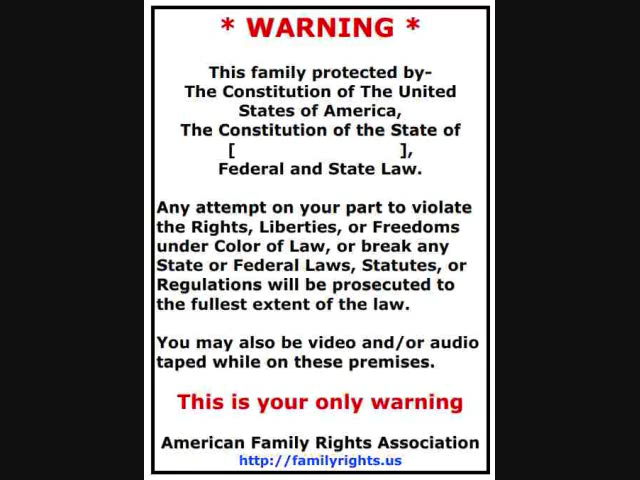 * WARNING *
This family protected by-
The Constitution of The United
States of America,
The Constitution of the State of
[                    ],
Federal and State Law.
Any attempt on your part to violate
the Rights, Liberties, or Freedoms
under Color of Law, or break any
State or Federal Laws, Statutes, or
Regulations will be prosecuted to
the fullest extent of the law.
You may also be video and/or audio
taped while on these premises.
This is your only warning
American Family Rights Association
http://familyrights.us